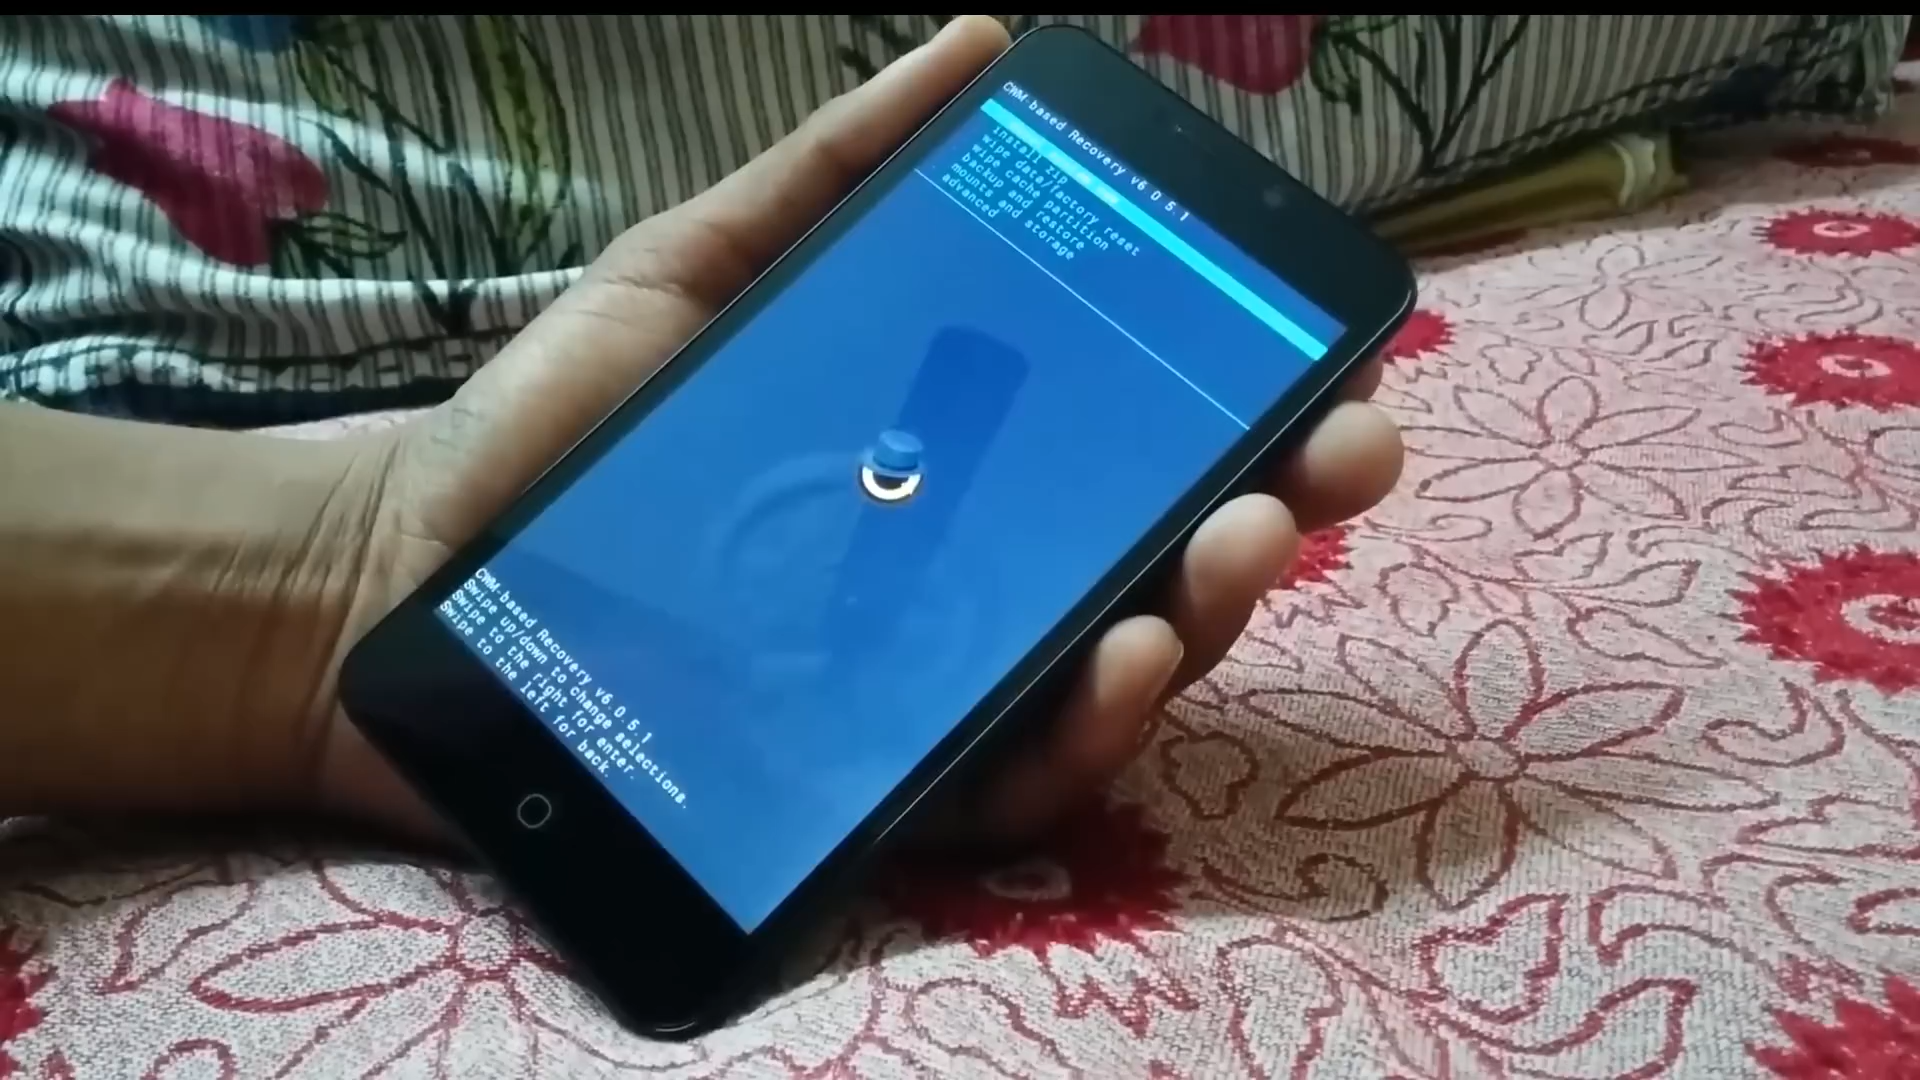 CWM-based Recovery v6.0.5.1
install zip
wipe data/factory reset
wipe cache partition
backup and restore
mounts and storage
advanced
CWM-based Recovery v6.0.5.1
Swipe up/down to change selections.
Swipe to the right for enter.
Swipe to the left for back.